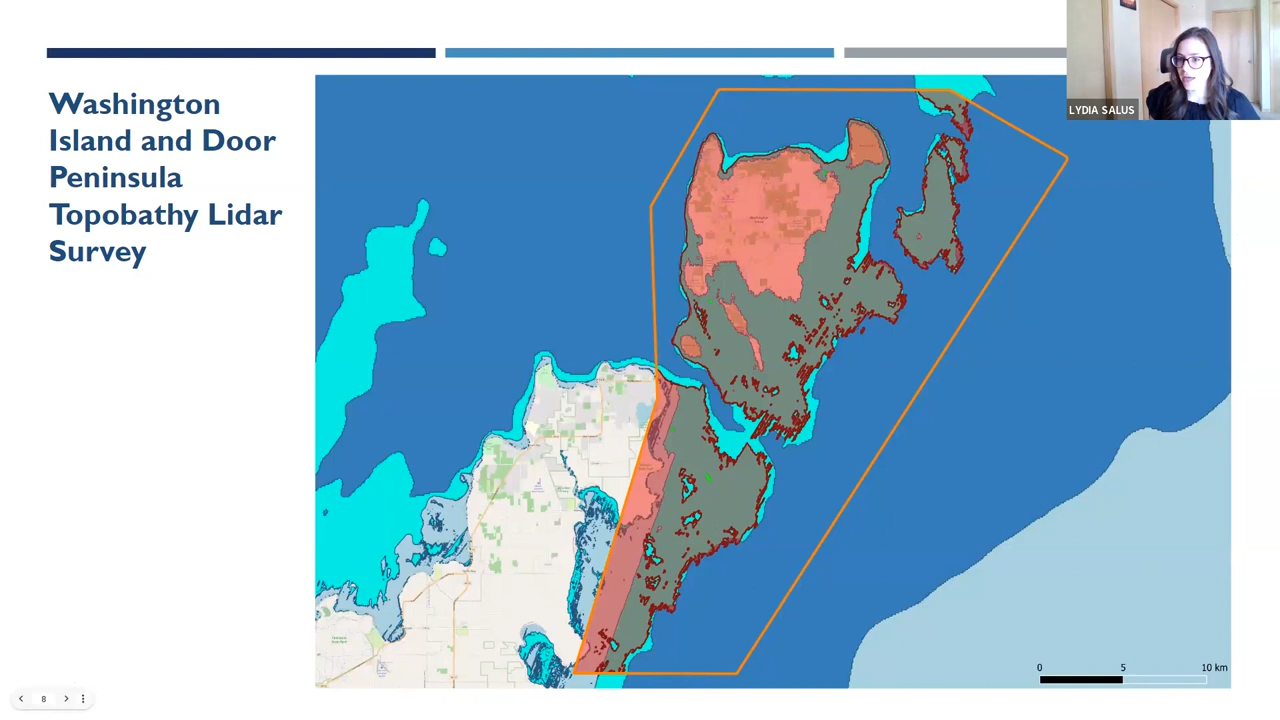 Washington
Island and Door
Peninsula
Topobathy Lidar
Survey
LYDIA SALUS
0 5 10 km
8